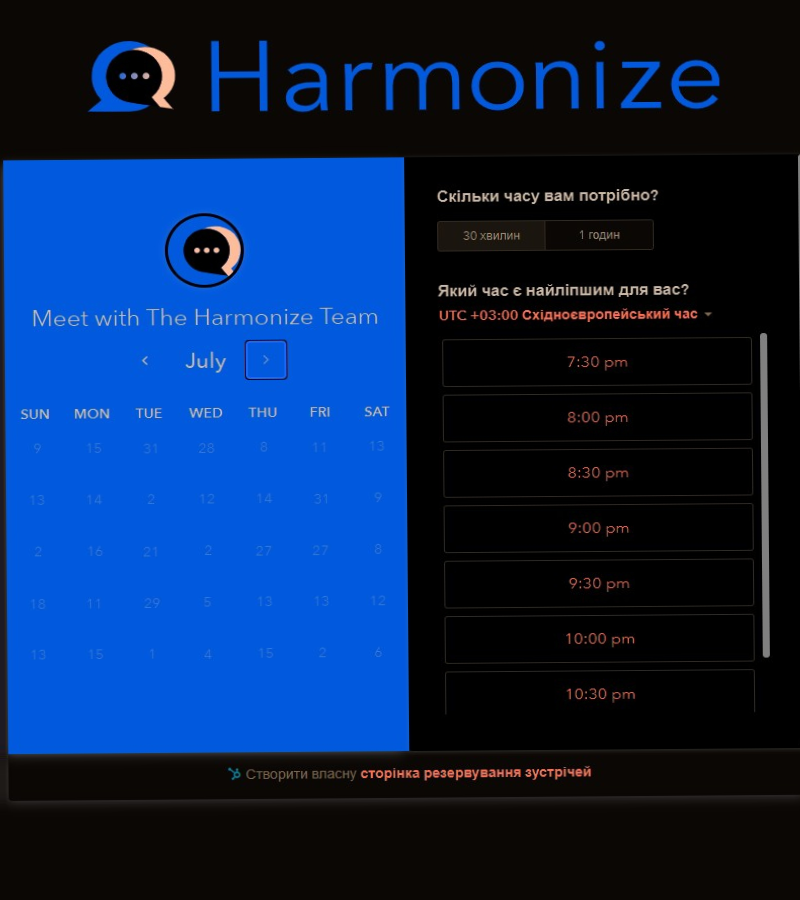 Harmonize
Meet with The Harmonize Team
July
SUN MON TUE WED THU FRI SAT
9 15 31 28 8 11 13
13 14 2 12 14 31 9
2 16 21 2 27 27 8
18 11 29 5 13 13 12
13 15 1 4 15 2 6
Скільки часу вам потрібно?
30 хвилин 1 годин
Який час є найліпшим для вас?
UTC +03:00 Східноєвропейський час
7:30 pm
8:00 pm
8:30 pm
9:00 pm
9:30 pm
10:00 pm
10:30 pm
Створити власну сторінка резервування зустрічей